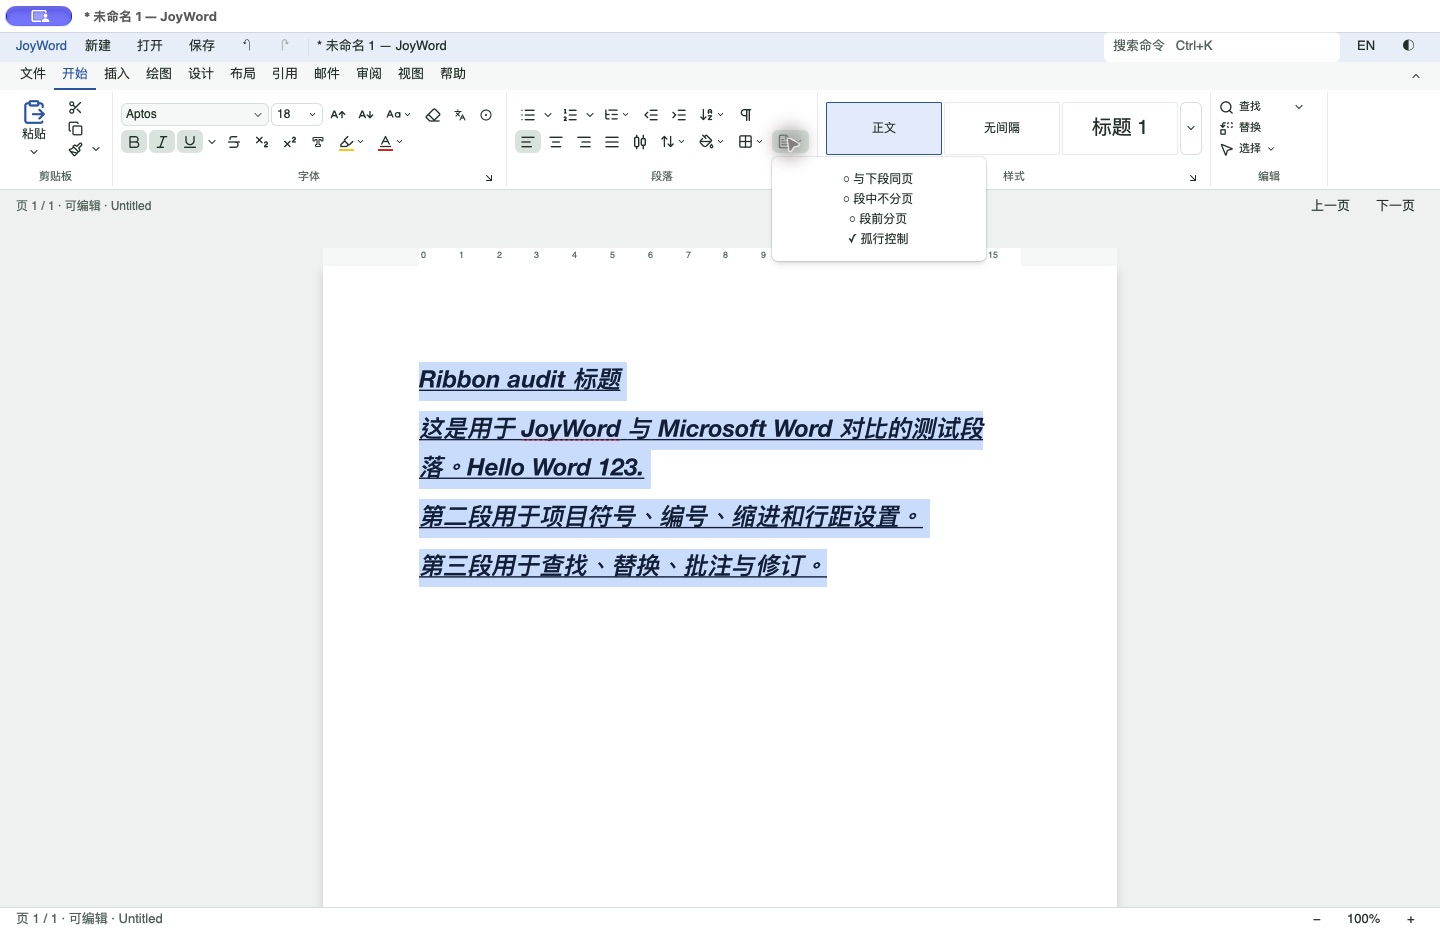 * 未命名 1 — JoyWord
JoyWord 新建 打开 保存 * 未命名 1 — JoyWord 搜索命令 Ctrl+K EN
文件 开始 插入 绘图 设计 布局 引用 邮件 审阅 视图 帮助
粘贴
剪贴板
Aptos 18
B I U
字体
段落
正文 无间隔 标题 1
样式
查找
替换
选择
编辑
与下段同页
段中不分页
段前分页
✓ 孤行控制
页 1 / 1 · 可编辑 · Untitled 上一页 下一页
0 1 2 3 4 5 6 7 8 9 15
Ribbon audit 标题
这是用于 JoyWord 与 Microsoft Word 对比的测试段
落。Hello Word 123.
第二段用于项目符号、编号、缩进和行距设置。
第三段用于查找、替换、批注与修订。
页 1 / 1 · 可编辑 · Untitled − 100% +